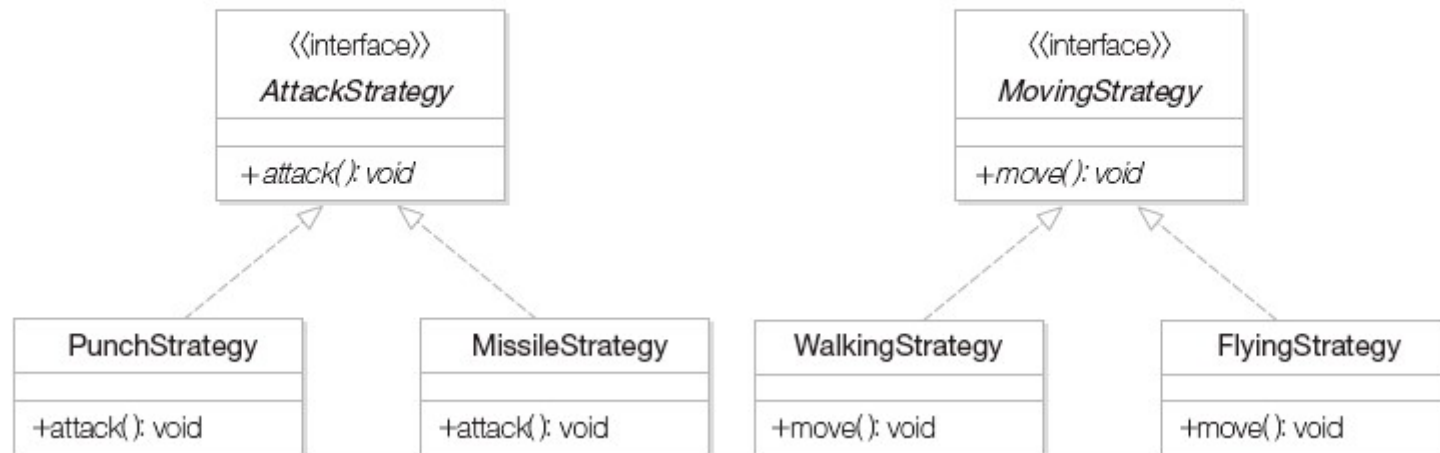 《interface》
AttackStrategy
+attack(): void
《interface》
MovingStrategy
+move(): void
PunchStrategy
+attack(): void
MissileStrategy
+attack(): void
WalkingStrategy
+move(): void
FlyingStrategy
+move(): void